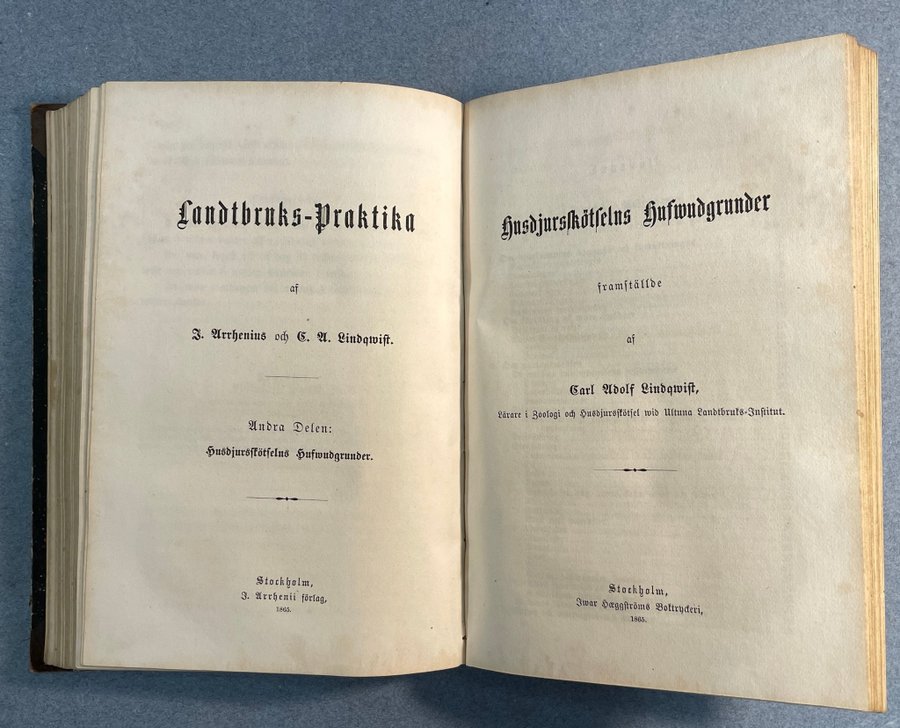 Landtbruks-Praktika
af
J. Arrhenius och C. A. Lindqwist.
Andra Delen:
Husdjursskötselns Hufwudgrunder.
Stockholm,
J. Arrhenii förlag,
1865.
Husdjursskötselns Hufwudgrunder
framställde
af
Carl Adolf Lindqwist,
Lärare i Zoologi och Husdjursskötsel wid Ultuna Landtbruks-Institut.
Stockholm,
Iwar Hæggströms Boktryckeri,
1865.